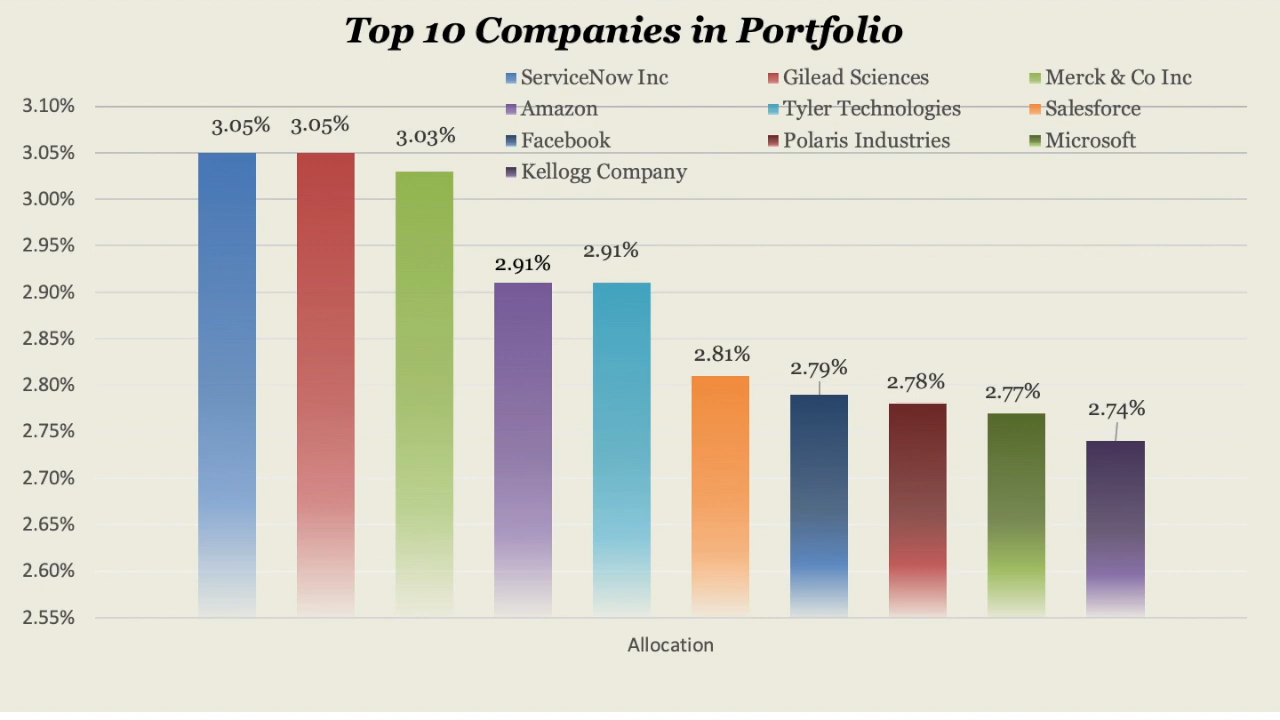 Top 10 Companies in Portfolio
ServiceNow Inc Gilead Sciences Merck & Co Inc
Amazon Tyler Technologies Salesforce
Facebook Polaris Industries Microsoft
Kellogg Company
3.10%
3.05%
3.00%
2.95%
2.90%
2.85%
2.80%
2.75%
2.70%
2.65%
2.60%
2.55%
3.05% 3.05% 3.03% 2.91% 2.91% 2.81% 2.79% 2.78% 2.77% 2.74%
Allocation